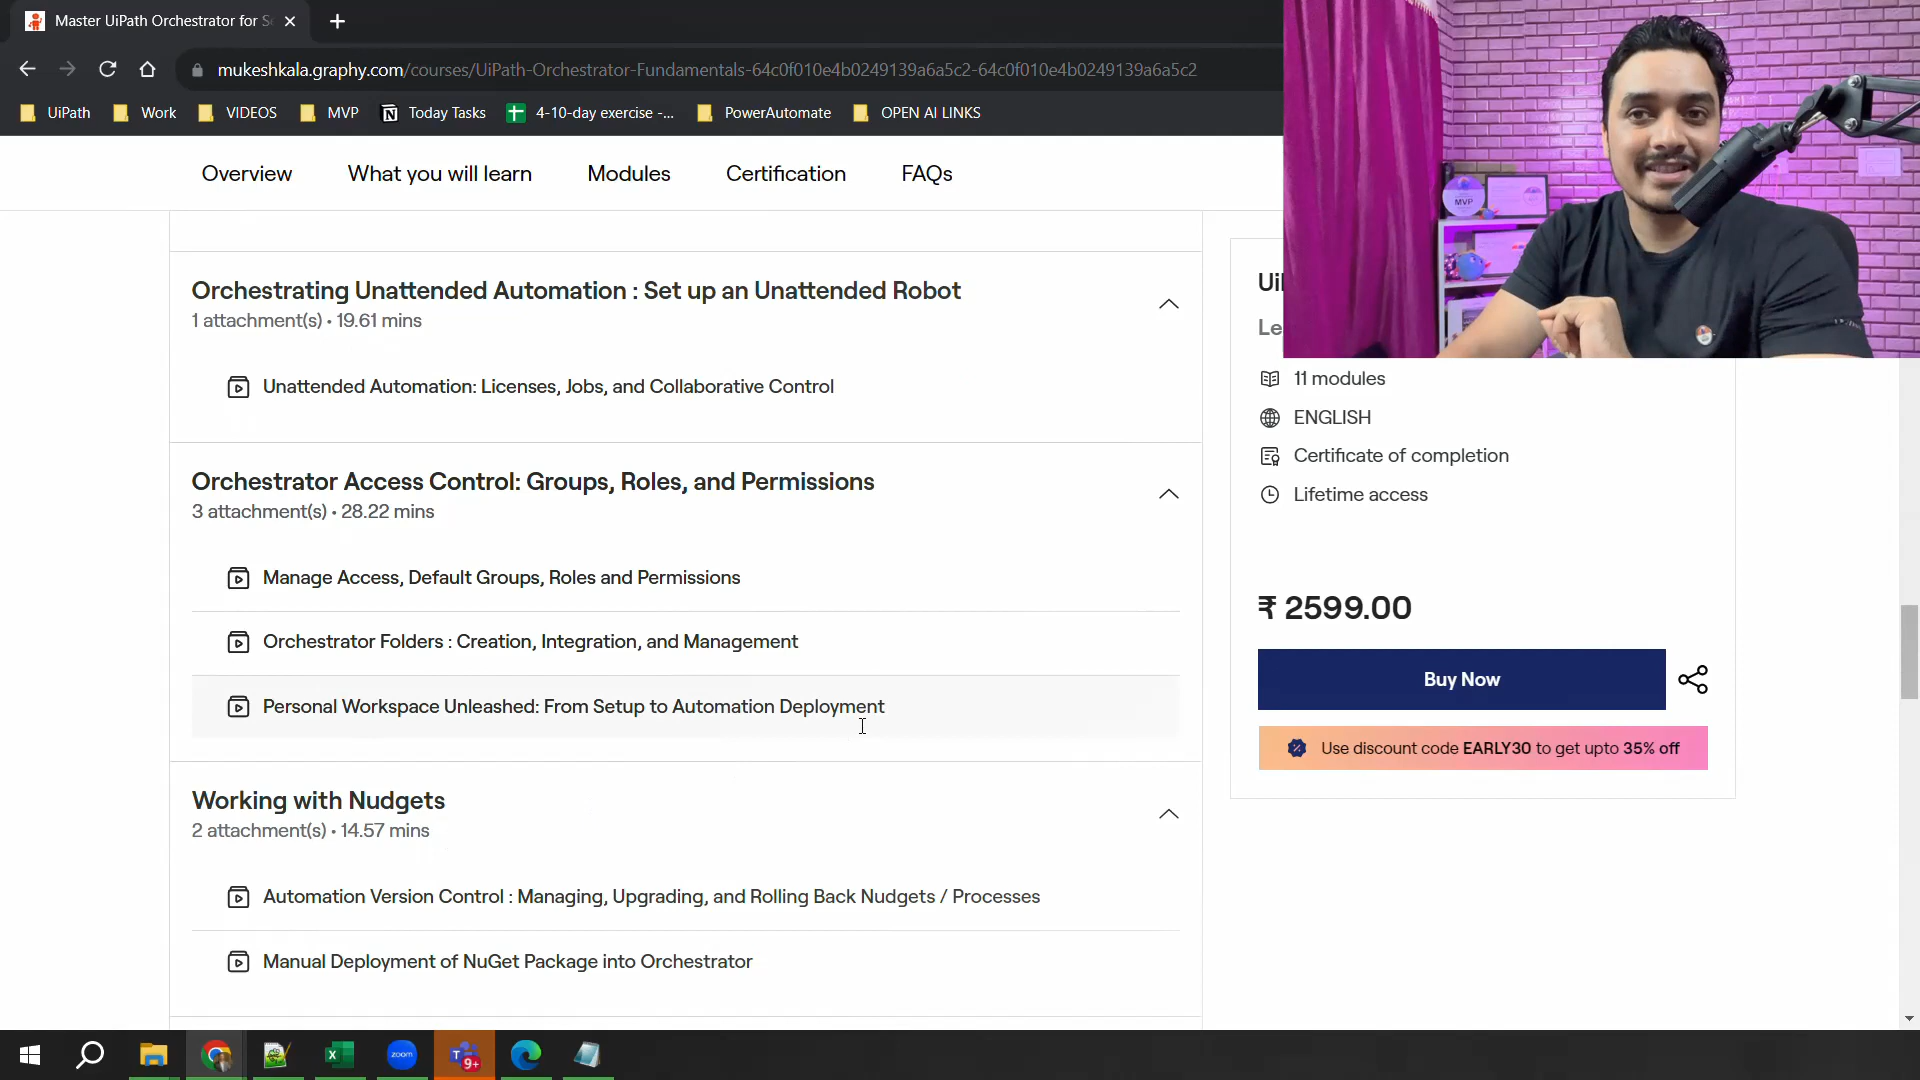 Master UiPath Orchestrator for S
mukeshkala.graphy.com/courses/UiPath-Orchestrator-Fundamentals-64c0f010e4b0249139a6a5c2-64c0f010e4b0249139a6a5c2
UiPath Work VIDEOS MVP Today Tasks 4-10-day exercise -... PowerAutomate OPEN AI LINKS
Overview What you will learn Modules Certification FAQs
MVP
Orchestrating Unattended Automation : Set up an Unattended Robot
1 attachment(s) • 19.61 mins
Unattended Automation: Licenses, Jobs, and Collaborative Control
Orchestrator Access Control: Groups, Roles, and Permissions
3 attachment(s) • 28.22 mins
Manage Access, Default Groups, Roles and Permissions
Orchestrator Folders : Creation, Integration, and Management
Personal Workspace Unleashed: From Setup to Automation Deployment
Working with Nudgets
2 attachment(s) • 14.57 mins
Automation Version Control : Managing, Upgrading, and Rolling Back Nudgets / Processes
Manual Deployment of NuGet Package into Orchestrator
Le
11 modules
ENGLISH
Certificate of completion
Lifetime access
₹ 2599.00
Buy Now
Use discount code EARLY30 to get upto 35% off
zoom
9+